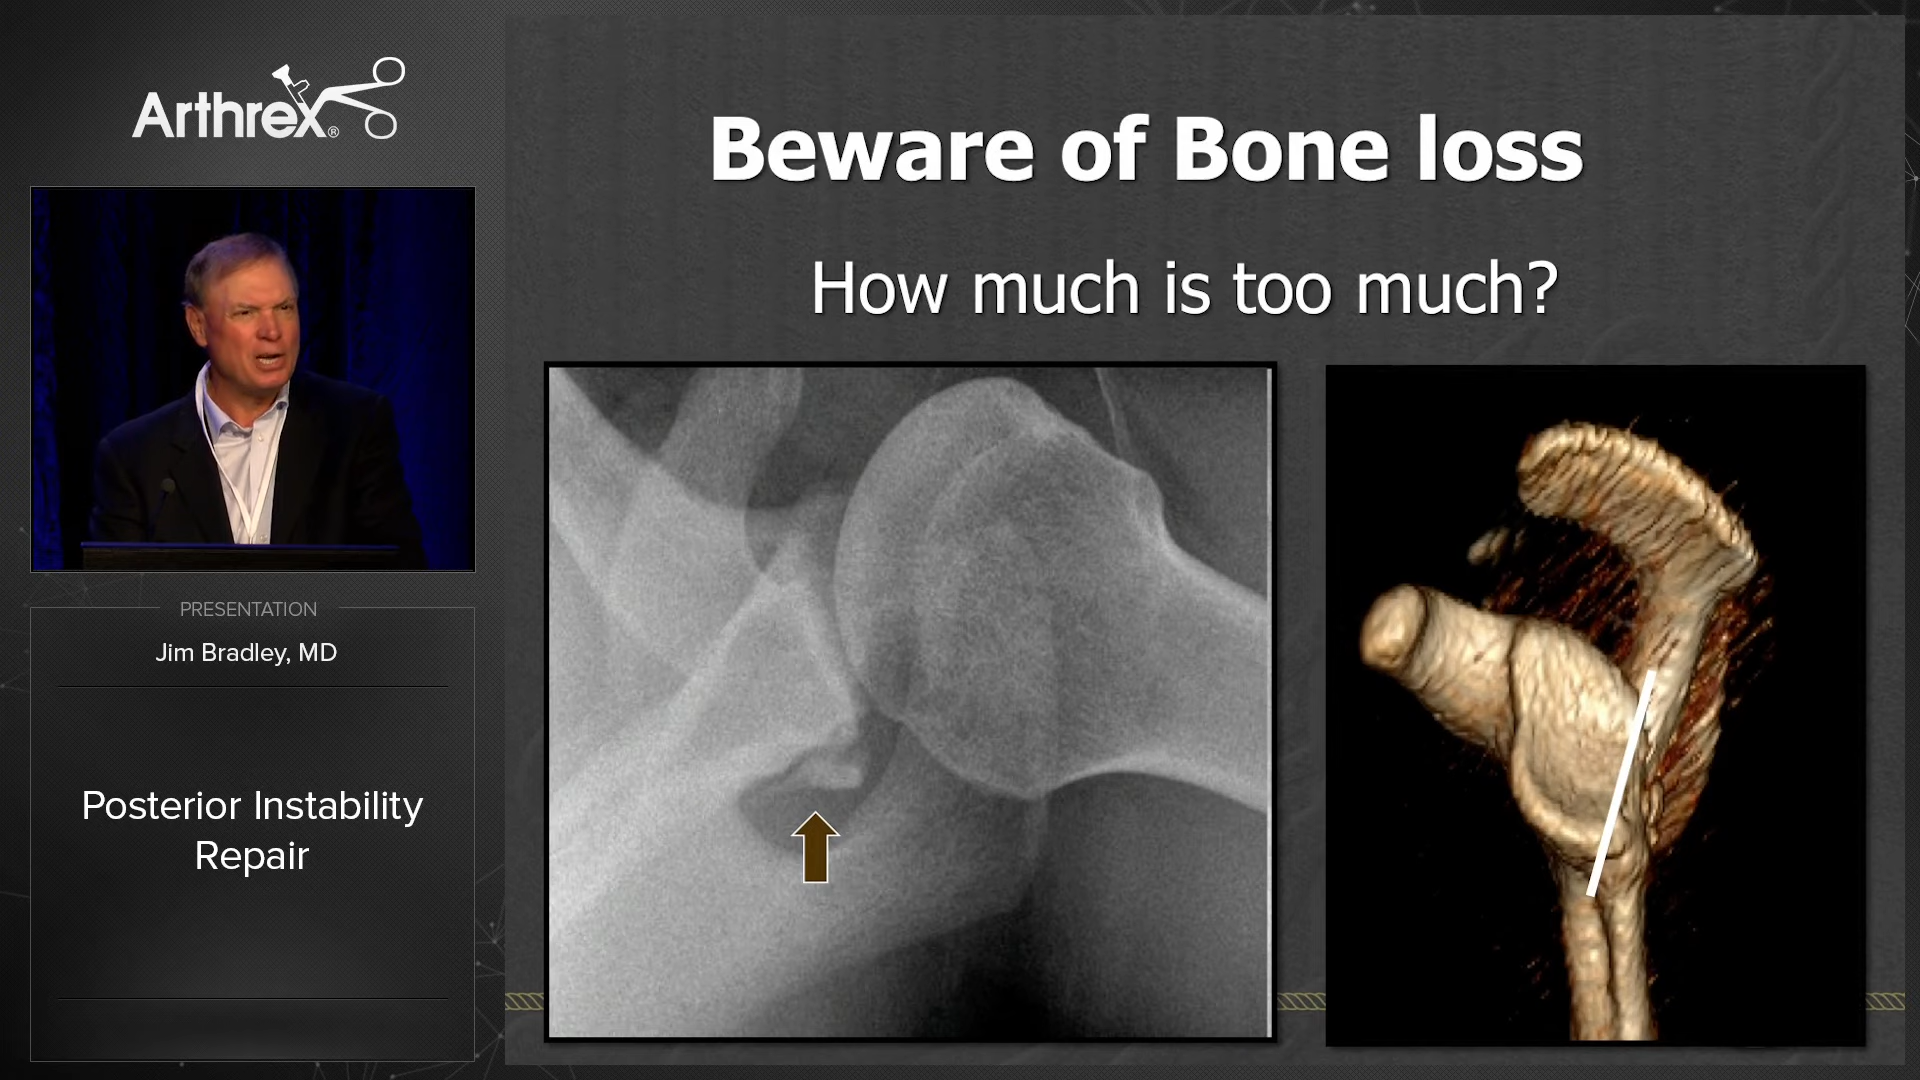 Arthrex®
Beware of Bone loss
How much is too much?
PRESENTATION
Jim Bradley, MD
Posterior Instability
Repair